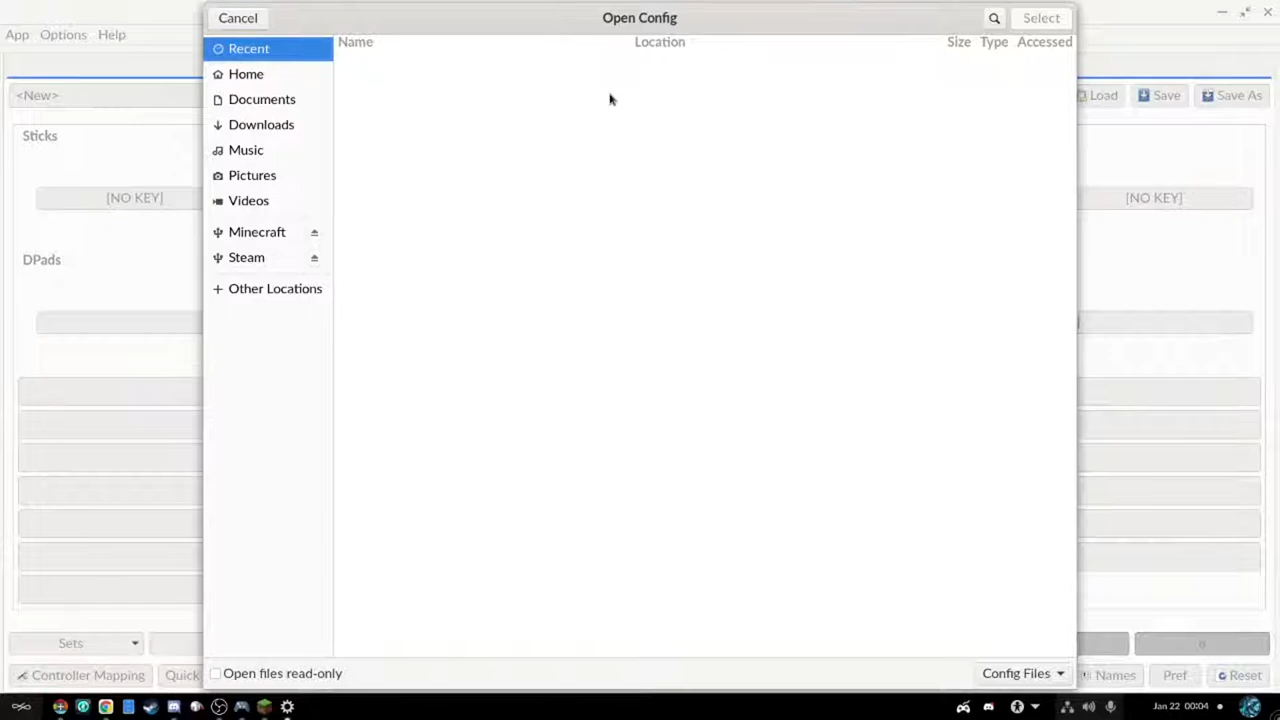 Cancel
Open Config
Select
App Options Help
Recent
Name Location Size Type Accessed
Home
<New>
Documents
Load Save Save As
Downloads
Sticks
Music
Pictures
[NO KEY]
Videos
[NO KEY]
Minecraft
DPads
Steam
Other Locations
Sets
Controller Mapping
Quick
Open files read-only
Config Files
Names
Pref
Reset
Jan 22 00:04